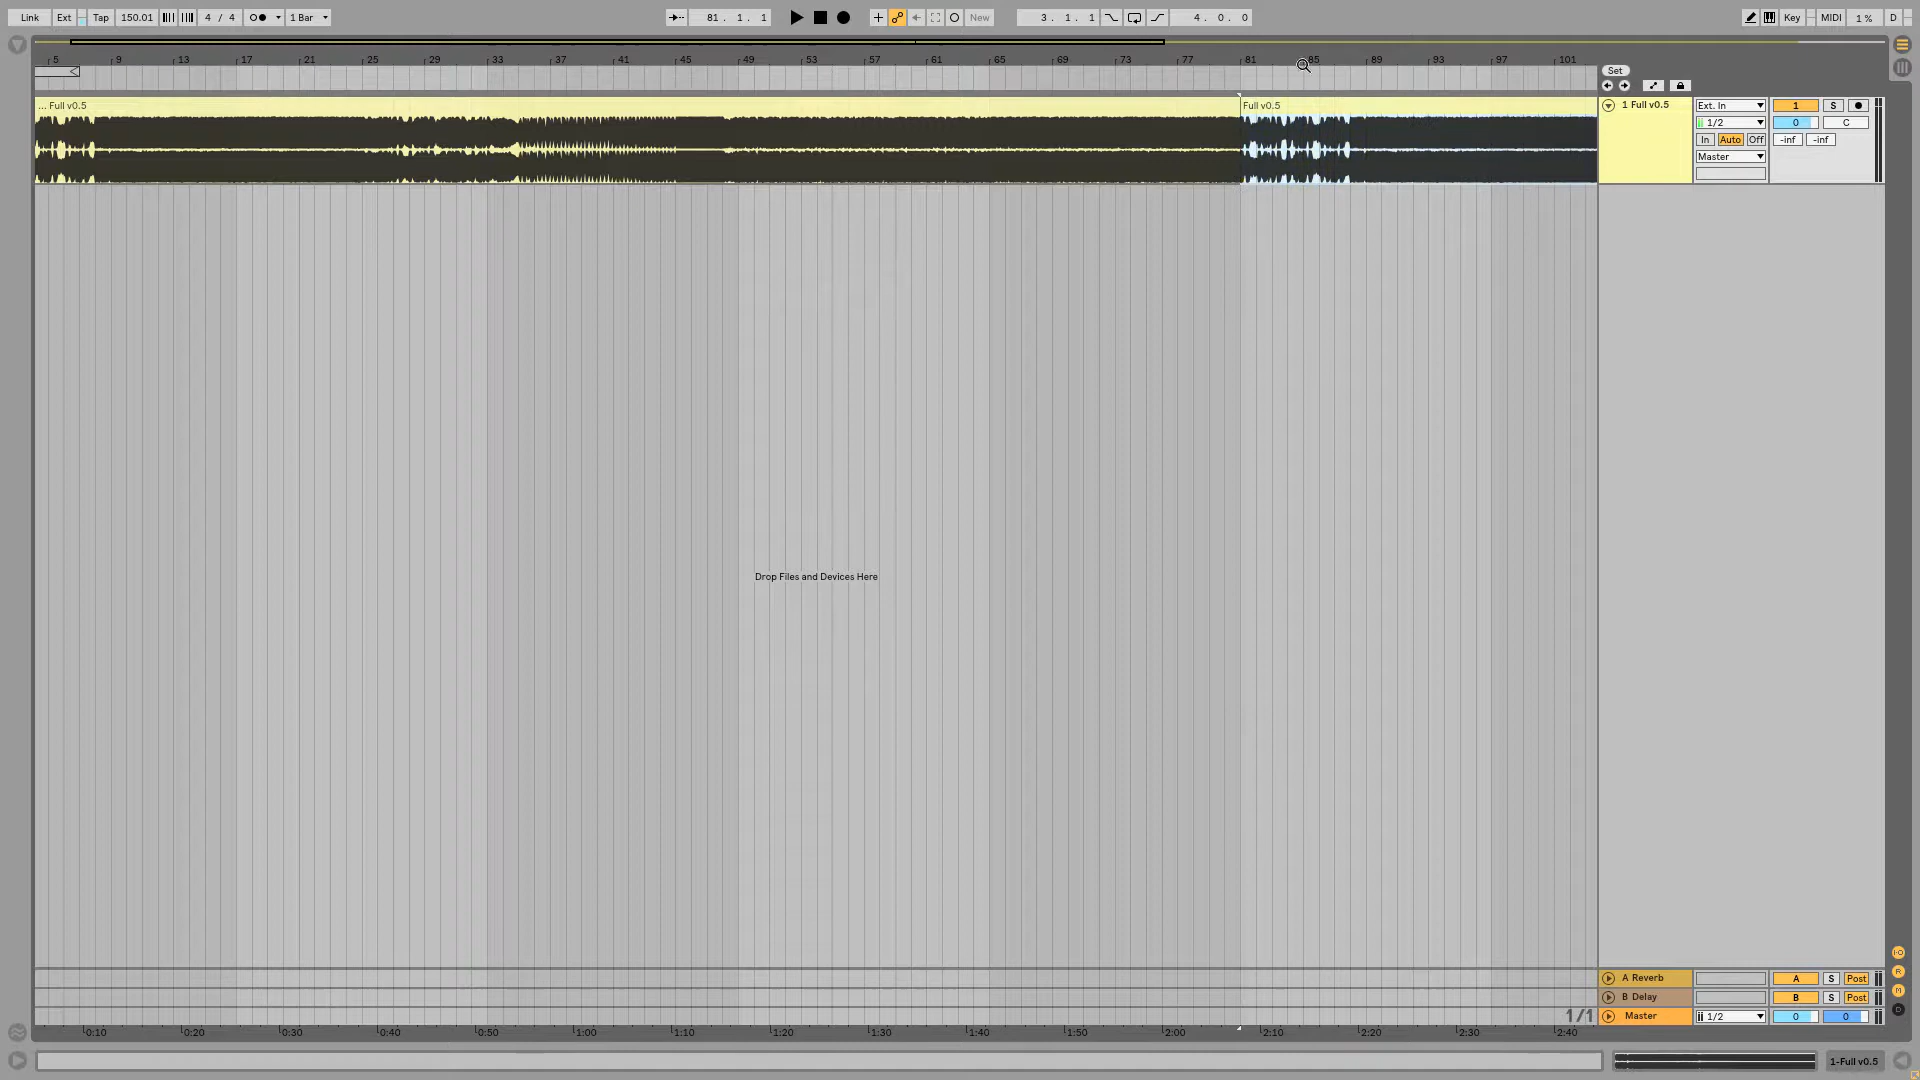 Link Ext Tap 150.01 4 / 4 1 Bar 81. 1. 1 New 3. 1. 1 4. 0. 0 Key MIDI 1 % D
5 9 13 17 21 25 29 33 37 41 45 49 53 57 61 65 69 73 77 81 85 89 93 97 101
Set
... Full v0.5 Full v0.5 1 Full v0.5 Ext. In 1 S
1/2 0 C
In Auto Off -inf -inf
Master
Drop Files and Devices Here
A Reverb A S Post
B Delay B S Post
1/1 Master 1/2 0 0
0:10 0:20 0:30 0:40 0:50 1:00 1:10 1:20 1:30 1:40 1:50 2:00 2:10 2:20 2:30 2:40
1-Full v0.5